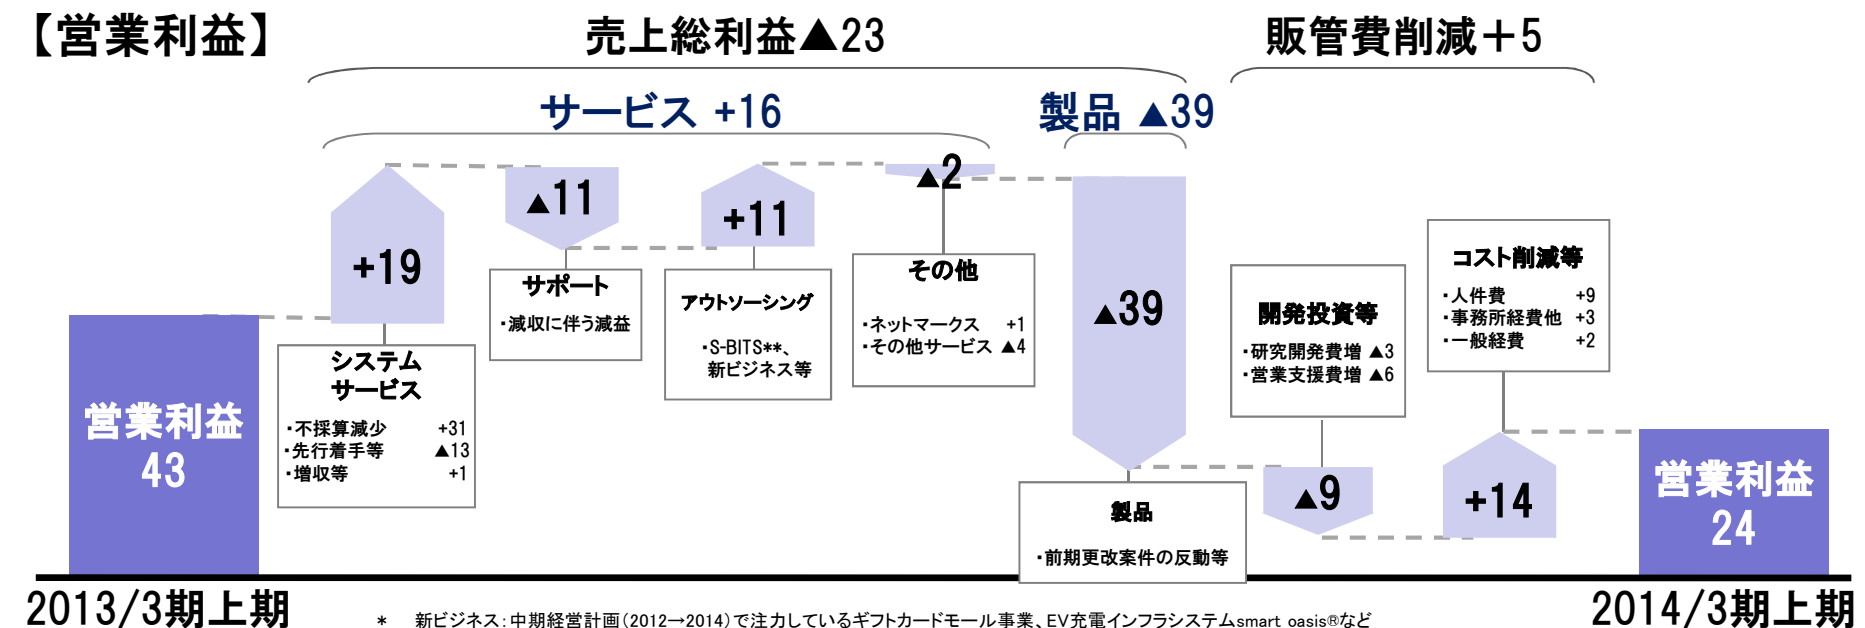 【営業利益】
売上総利益▲23
販管費削減＋5
サービス +16
製品 ▲39
+19
▲11
+11
▲2
▲39
▲9
+14
営業利益
43
システム
サービス
・不採算減少 +31
・先行着手等 ▲13
・増収等 +1
サポート
・減収に伴う減益
アウトソーシング
・S-BITS**、
新ビジネス等
その他
・ネットマークス +1
・その他サービス ▲4
製品
・前期更改案件の反動等
開発投資等
・研究開発費増 ▲3
・営業支援費増 ▲6
コスト削減等
・人件費 +9
・事務所経費他 +3
・一般経費 +2
営業利益
24
2013/3期上期
2014/3期上期
* 新ビジネス：中期経営計画（2012→2014）で注力しているギフトカードモール事業、EV充電インフラシステムsmart oasis®など